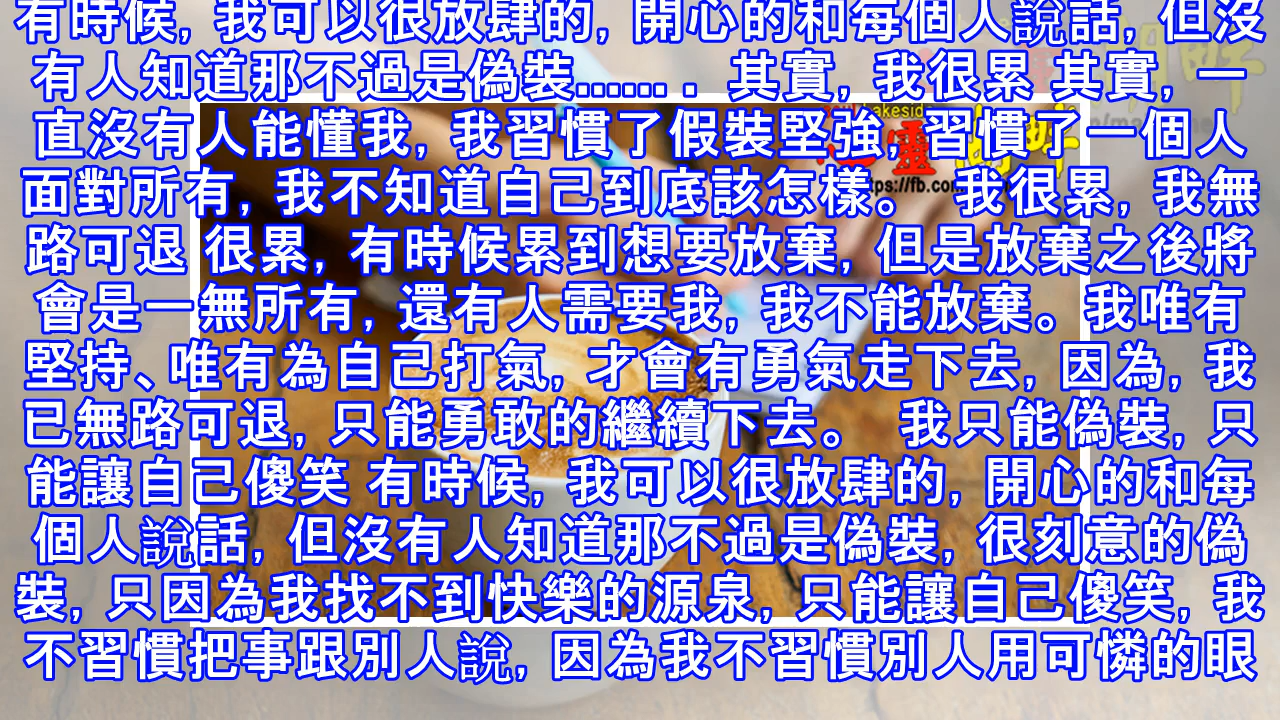 有時候, 我可以很放肆的, 開心的和每個人說話, 但沒
有人知道那不過是偽裝...... .  其實, 我很累 其實,  一
直沒有人能懂我, 我習慣了假裝堅強, 習慣了一個人
面對所有, 我不知道自己到底該怎樣。  我很累, 我無
路可退 很累, 有時候累到想要放棄, 但是放棄之後將
會是一無所有, 還有人需要我, 我不能放棄。我唯有
堅持、唯有為自己打氣, 才會有勇氣走下去, 因為, 我
已無路可退, 只能勇敢的繼續下去。  我只能偽裝, 只
能讓自己傻笑 有時候, 我可以很放肆的, 開心的和每
個人說話, 但沒有人知道那不過是偽裝, 很刻意的偽
裝, 只因為我找不到快樂的源泉, 只能讓自己傻笑, 我
不習慣把事跟別人說, 因為我不習慣別人用可憐的眼